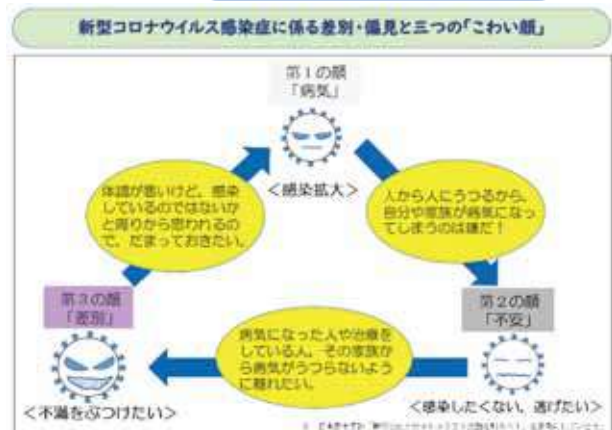 新型コロナウイルス感染症に係る差別・偏見と三つの「こわい顔」
第1の顔
「病気」
<感染拡大>
体調が悪いけど、感染
しているのではないか
と周りから思われるの
で、だまっておきたい。
人から人にうつるから、
自分や家族が病気になっ
てしまうのは嫌だ！
第3の顔
「差別」
第2の顔
「不安」
病気になった人や治療を
している人、その家族か
ら病気がうつらないよう
に離れたい。
<不満をぶつけたい>
<感染したくない、逃げたい>